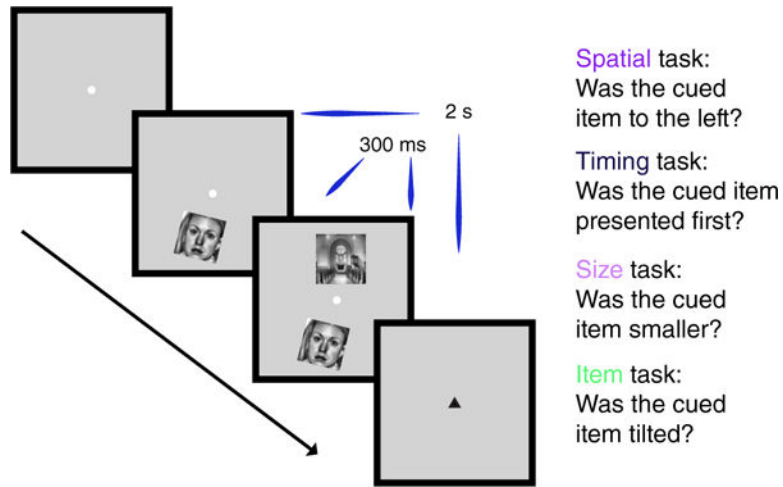 2 s
300 ms
Spatial task:
Was the cued
item to the left?
Timing task:
Was the cued item
presented first?
Size task:
Was the cued
item smaller?
Item task:
Was the cued
item tilted?